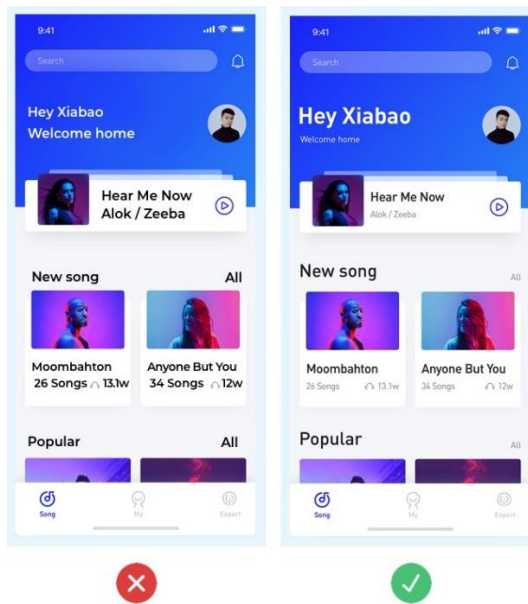 9:41
Search
Hey Xiabao
Welcome home
Hear Me Now
Alok / Zeeba
New song All
Moombahton
26 Songs 13.1w
Anyone But You
34 Songs 12w
Popular All
Song My Expert
9:41
Search
Hey Xiabao
Welcome home
Hear Me Now
Alok / Zeeba
New song All
Moombahton
26 Songs 13.1w
Anyone But You
34 Songs 12w
Popular All
Song My Expert